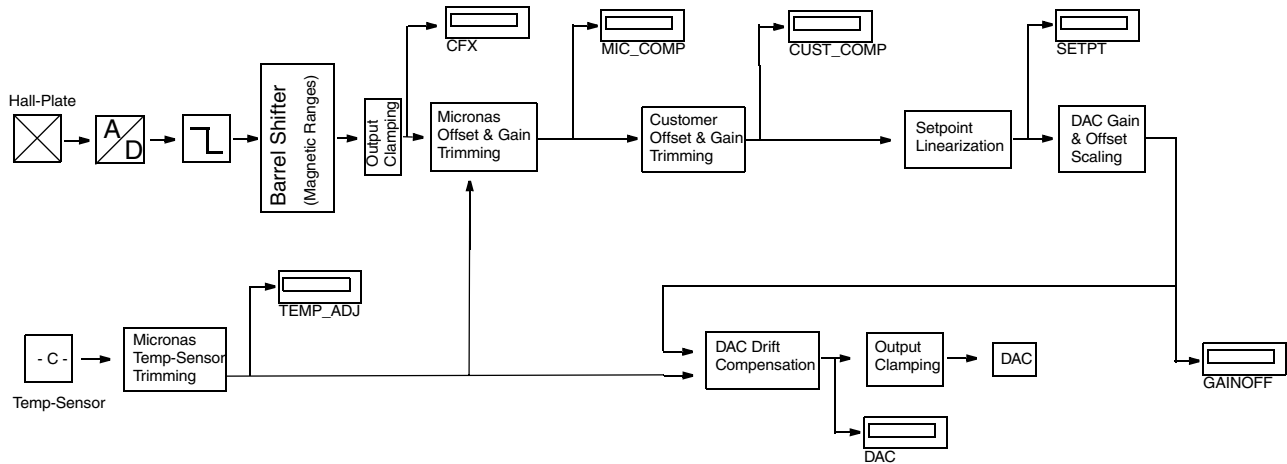 CFX
MIC_COMP
CUST_COMP
SETPT
Hall-Plate
A
D
Barrel Shifter
(Magnetic Ranges)
Output
Clamping
Micronas
Offset & Gain
Trimming
Customer
Offset & Gain
Trimming
Setpoint
Linearization
DAC Gain
& Offset
Scaling
TEMP_ADJ
- C -
Temp-Sensor
Micronas
Temp-Sensor
Trimming
DAC Drift
Compensation
Output
Clamping
DAC
GAINOFF
DAC